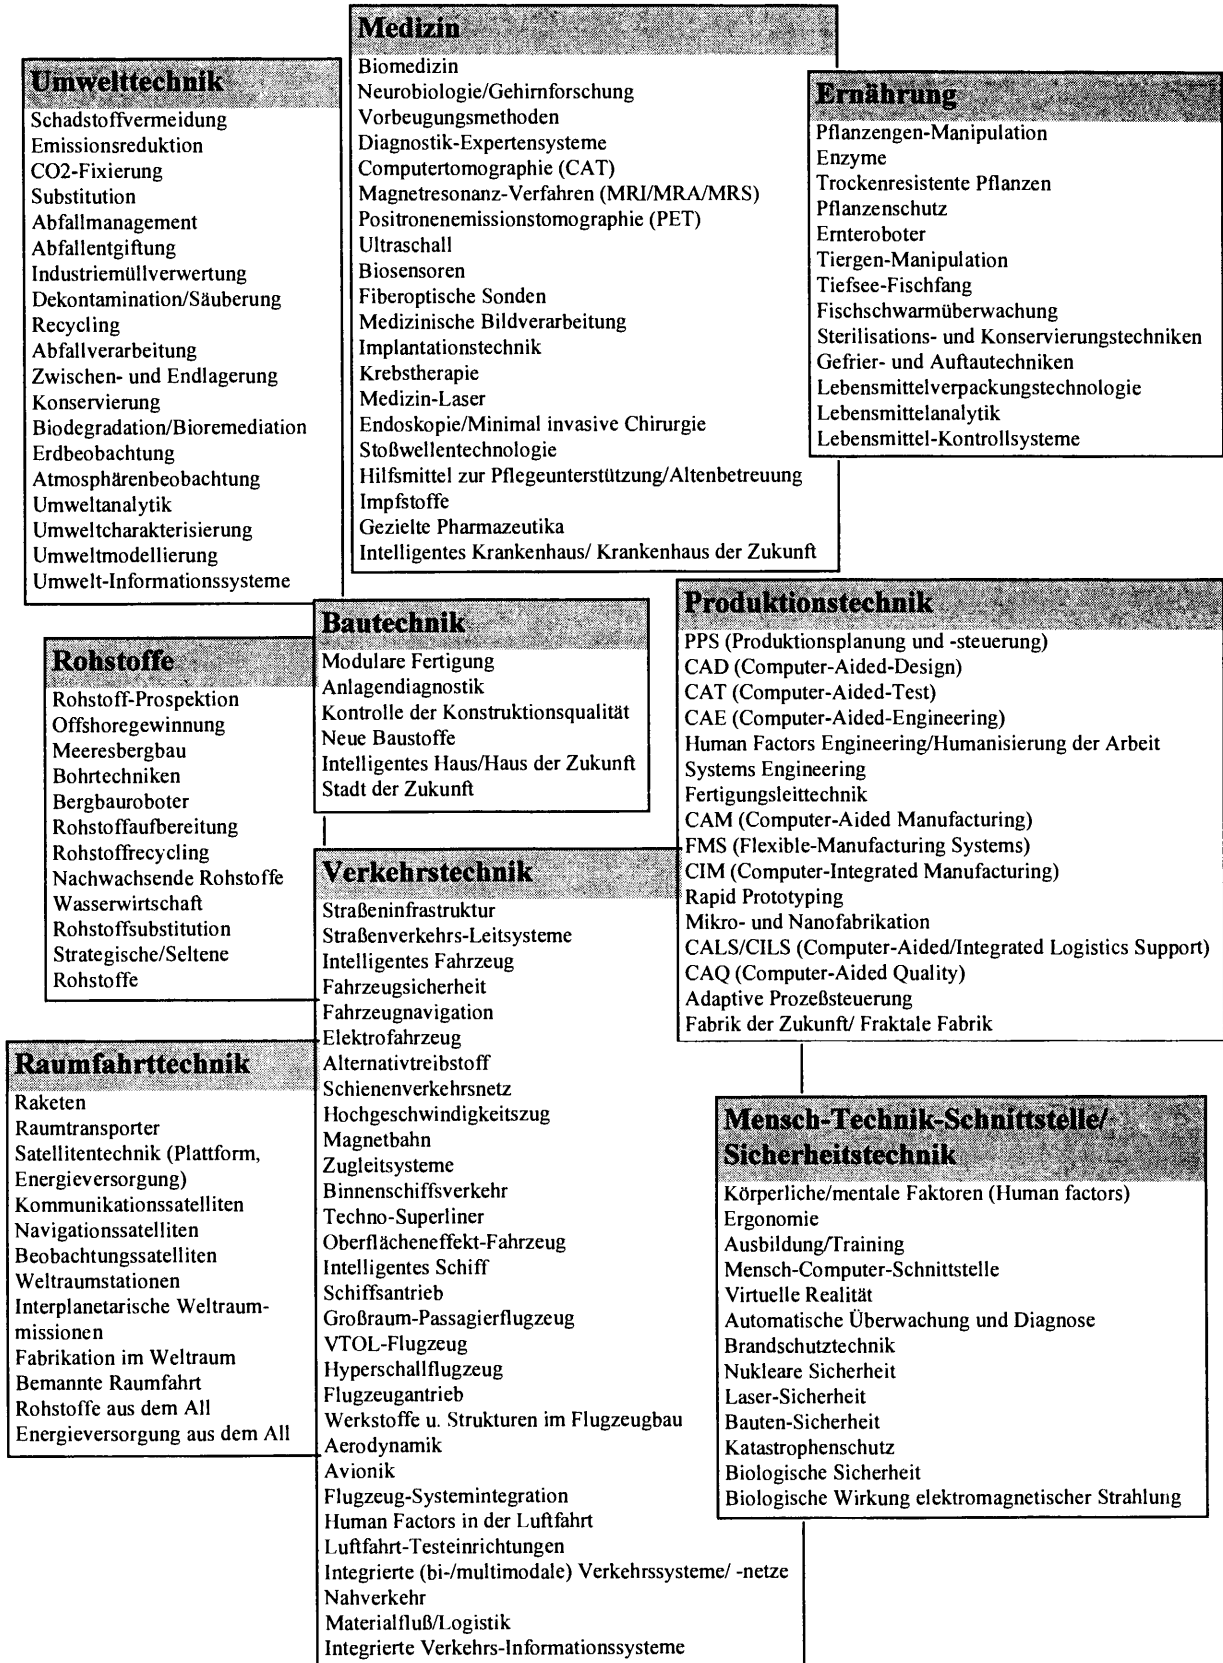 Medizin
Biomedizin
Neurobiologie/Gehirnforschung
Vorbeugungsmethoden
Diagnostik-Expertensysteme
Computertomographie (CAT)
Magnetresonanz-Verfahren (MRI/MRA/MRS)
Positronenemissionstomographie (PET)
Ultraschall
Biosensoren
Fiberoptische Sonden
Medizinische Bildverarbeitung
Implantationstechnik
Krebstherapie
Medizin-Laser
Endoskopie/Minimal invasive Chirurgie
Stoßwellentechnologie
Hilfsmittel zur Pflegeunterstützung/Altenbetreuung
Impfstoffe
Gezielte Pharmazeutika
Intelligentes Krankenhaus/ Krankenhaus der Zukunft
Umwelttechnik
Schadstoffvermeidung
Emissionsreduktion
CO2-Fixierung
Substitution
Abfallmanagement
Abfallentgiftung
Industriemüllverwertung
Dekontamination/Säuberung
Recycling
Abfallverarbeitung
Zwischen- und Endlagerung
Konservierung
Biodegradation/Bioremediation
Erdbeobachtung
Atmosphärenbeobachtung
Umweltanalytik
Umweltcharakterisierung
Umweltmodellierung
Umwelt-Informationssysteme
Ernährung
Pflanzengen-Manipulation
Enzyme
Trockenresistente Pflanzen
Pflanzenschutz
Ernteroboter
Tiergen-Manipulation
Tiefsee-Fischfang
Fischschwarmüberwachung
Sterilisations- und Konservierungstechniken
Gefrier- und Auftautechniken
Lebensmittelverpackungstechnologie
Lebensmittelanalytik
Lebensmittel-Kontrollsysteme
Bautechnik
Modulare Fertigung
Anlagendiagnostik
Kontrolle der Konstruktionsqualität
Neue Baustoffe
Intelligentes Haus/Haus der Zukunft
Stadt der Zukunft
Produktionstechnik
PPS (Produktionsplanung und -steuerung)
CAD (Computer-Aided-Design)
CAT (Computer-Aided-Test)
CAE (Computer-Aided-Engineering)
Human Factors Engineering/Humanisierung der Arbeit
Systems Engineering
Fertigungsleittechnik
CAM (Computer-Aided Manufacturing)
FMS (Flexible-Manufacturing Systems)
CIM (Computer-Integrated Manufacturing)
Rapid Prototyping
Mikro- und Nanofabrikation
CALS/CILS (Computer-Aided/Integrated Logistics Support)
CAQ (Computer-Aided Quality)
Adaptive Prozeßsteuerung
Fabrik der Zukunft/ Fraktale Fabrik
Rohstoffe
Rohstoff-Prospektion
Offshoregewinnung
Meeresbergbau
Bohrtechniken
Bergbauroboter
Rohstoffaufbereitung
Rohstoffrecycling
Nachwachsende Rohstoffe
Wasserwirtschaft
Rohstoffsubstitution
Strategische/Seltene
Rohstoffe
Verkehrstechnik
Straßeninfrastruktur
Straßenverkehrs-Leitsysteme
Intelligentes Fahrzeug
Fahrzeugsicherheit
Fahrzeugnavigation
Elektrofahrzeug
Alternativtreibstoff
Schienenverkehrsnetz
Hochgeschwindigkeitszug
Magnetbahn
Zugleitsysteme
Binnenschiffsverkehr
Techno-Superliner
Oberflächeneffekt-Fahrzeug
Intelligentes Schiff
Schiffsantrieb
Großraum-Passagierflugzeug
VTOL-Flugzeug
Hyperschallflugzeug
Flugzeugantrieb
Werkstoffe u. Strukturen im Flugzeugbau
Aerodynamik
Avionik
Flugzeug-Systemintegration
Human Factors in der Luftfahrt
Luftfahrt-Testeinrichtungen
Integrierte (bi-/multimodale) Verkehrssysteme/ -netze
Nahverkehr
Materialfluß/Logistik
Integrierte Verkehrs-Informationssysteme
Raumfahrttechnik
Raketen
Raumtransporter
Satellitentechnik (Plattform,
Energieversorgung)
Kommunikationssatelliten
Navigationssatelliten
Beobachtungssatelliten
Weltraumstationen
Interplanetarische Weltraum-
missionen
Fabrikation im Weltraum
Bemannte Raumfahrt
Rohstoffe aus dem All
Energieversorgung aus dem All
Mensch-Technik-Schnittstelle/
Sicherheitstechnik
Körperliche/mentale Faktoren (Human factors)
Ergonomie
Ausbildung/Training
Mensch-Computer-Schnittstelle
Virtuelle Realität
Automatische Überwachung und Diagnose
Brandschutztechnik
Nukleare Sicherheit
Laser-Sicherheit
Bauten-Sicherheit
Katastrophenschutz
Biologische Sicherheit
Biologische Wirkung elektromagnetischer Strahlung